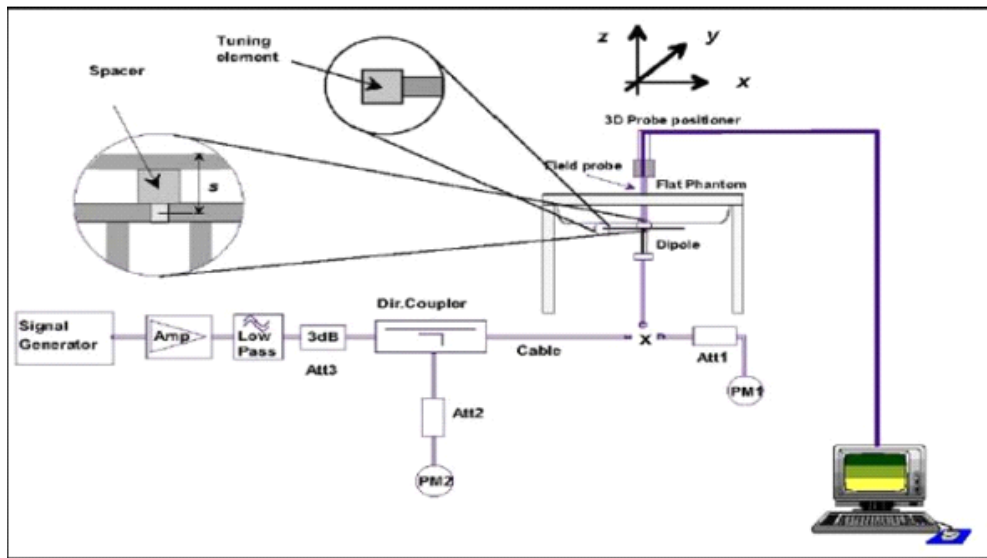 Tuning
element
Spacer
s
z
y
x
3D Probe positioner
Field probe
Flat Phantom
Dipole
Signal
Generator
Amp
Low
Pass
3dB
Att3
Dir.Coupler
Cable
x
Att1
PM1
Att2
PM2